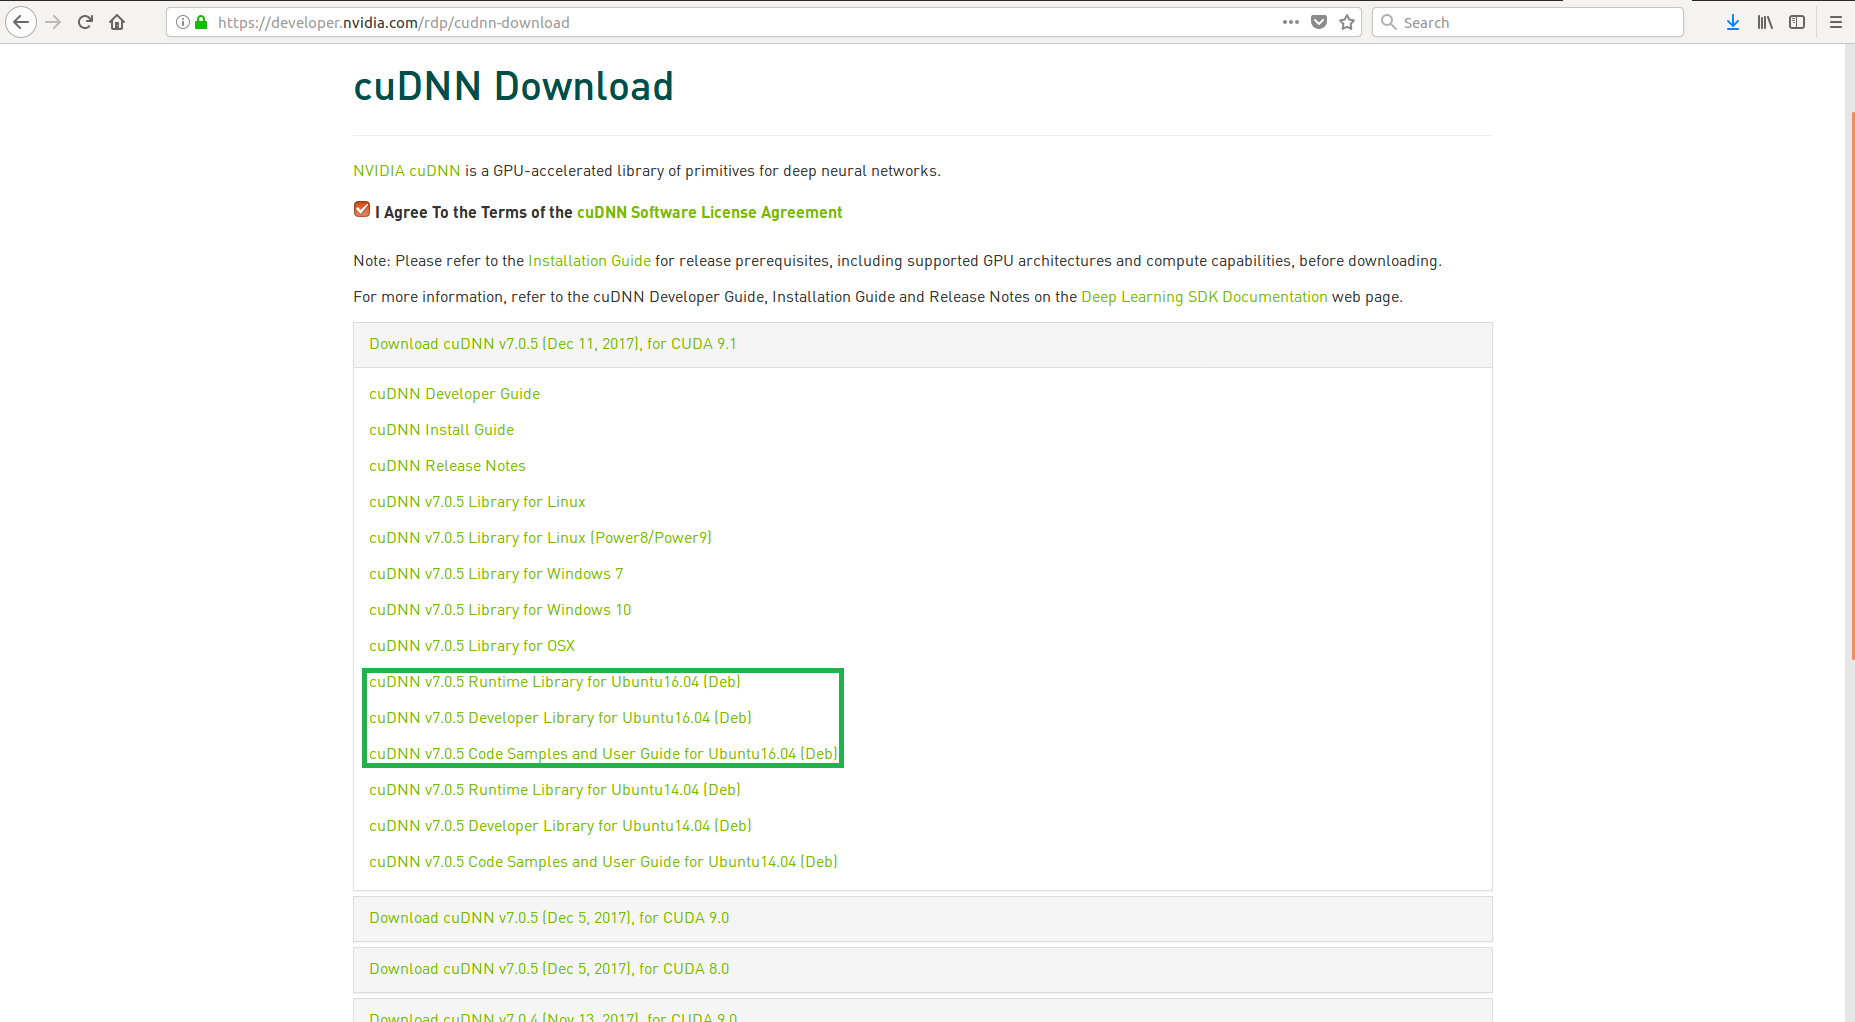 https://developer.nvidia.com/rdp/cudnn-download
Search
cuDNN Download
NVIDIA cuDNN is a GPU-accelerated library of primitives for deep neural networks.
I Agree To the Terms of the cuDNN Software License Agreement
Note: Please refer to the Installation Guide for release prerequisites, including supported GPU architectures and compute capabilities, before downloading.
For more information, refer to the cuDNN Developer Guide, Installation Guide and Release Notes on the Deep Learning SDK Documentation web page.
Download cuDNN v7.0.5 (Dec 11, 2017), for CUDA 9.1
cuDNN Developer Guide
cuDNN Install Guide
cuDNN Release Notes
cuDNN v7.0.5 Library for Linux
cuDNN v7.0.5 Library for Linux (Power8/Power9)
cuDNN v7.0.5 Library for Windows 7
cuDNN v7.0.5 Library for Windows 10
cuDNN v7.0.5 Library for OSX
cuDNN v7.0.5 Runtime Library for Ubuntu16.04 (Deb)
cuDNN v7.0.5 Developer Library for Ubuntu16.04 (Deb)
cuDNN v7.0.5 Code Samples and User Guide for Ubuntu16.04 (Deb)
cuDNN v7.0.5 Runtime Library for Ubuntu14.04 (Deb)
cuDNN v7.0.5 Developer Library for Ubuntu14.04 (Deb)
cuDNN v7.0.5 Code Samples and User Guide for Ubuntu14.04 (Deb)
Download cuDNN v7.0.5 (Dec 5, 2017), for CUDA 9.0
Download cuDNN v7.0.5 (Dec 5, 2017), for CUDA 8.0
Download cuDNN v7.0.4 (Nov 13, 2017), for CUDA 9.0